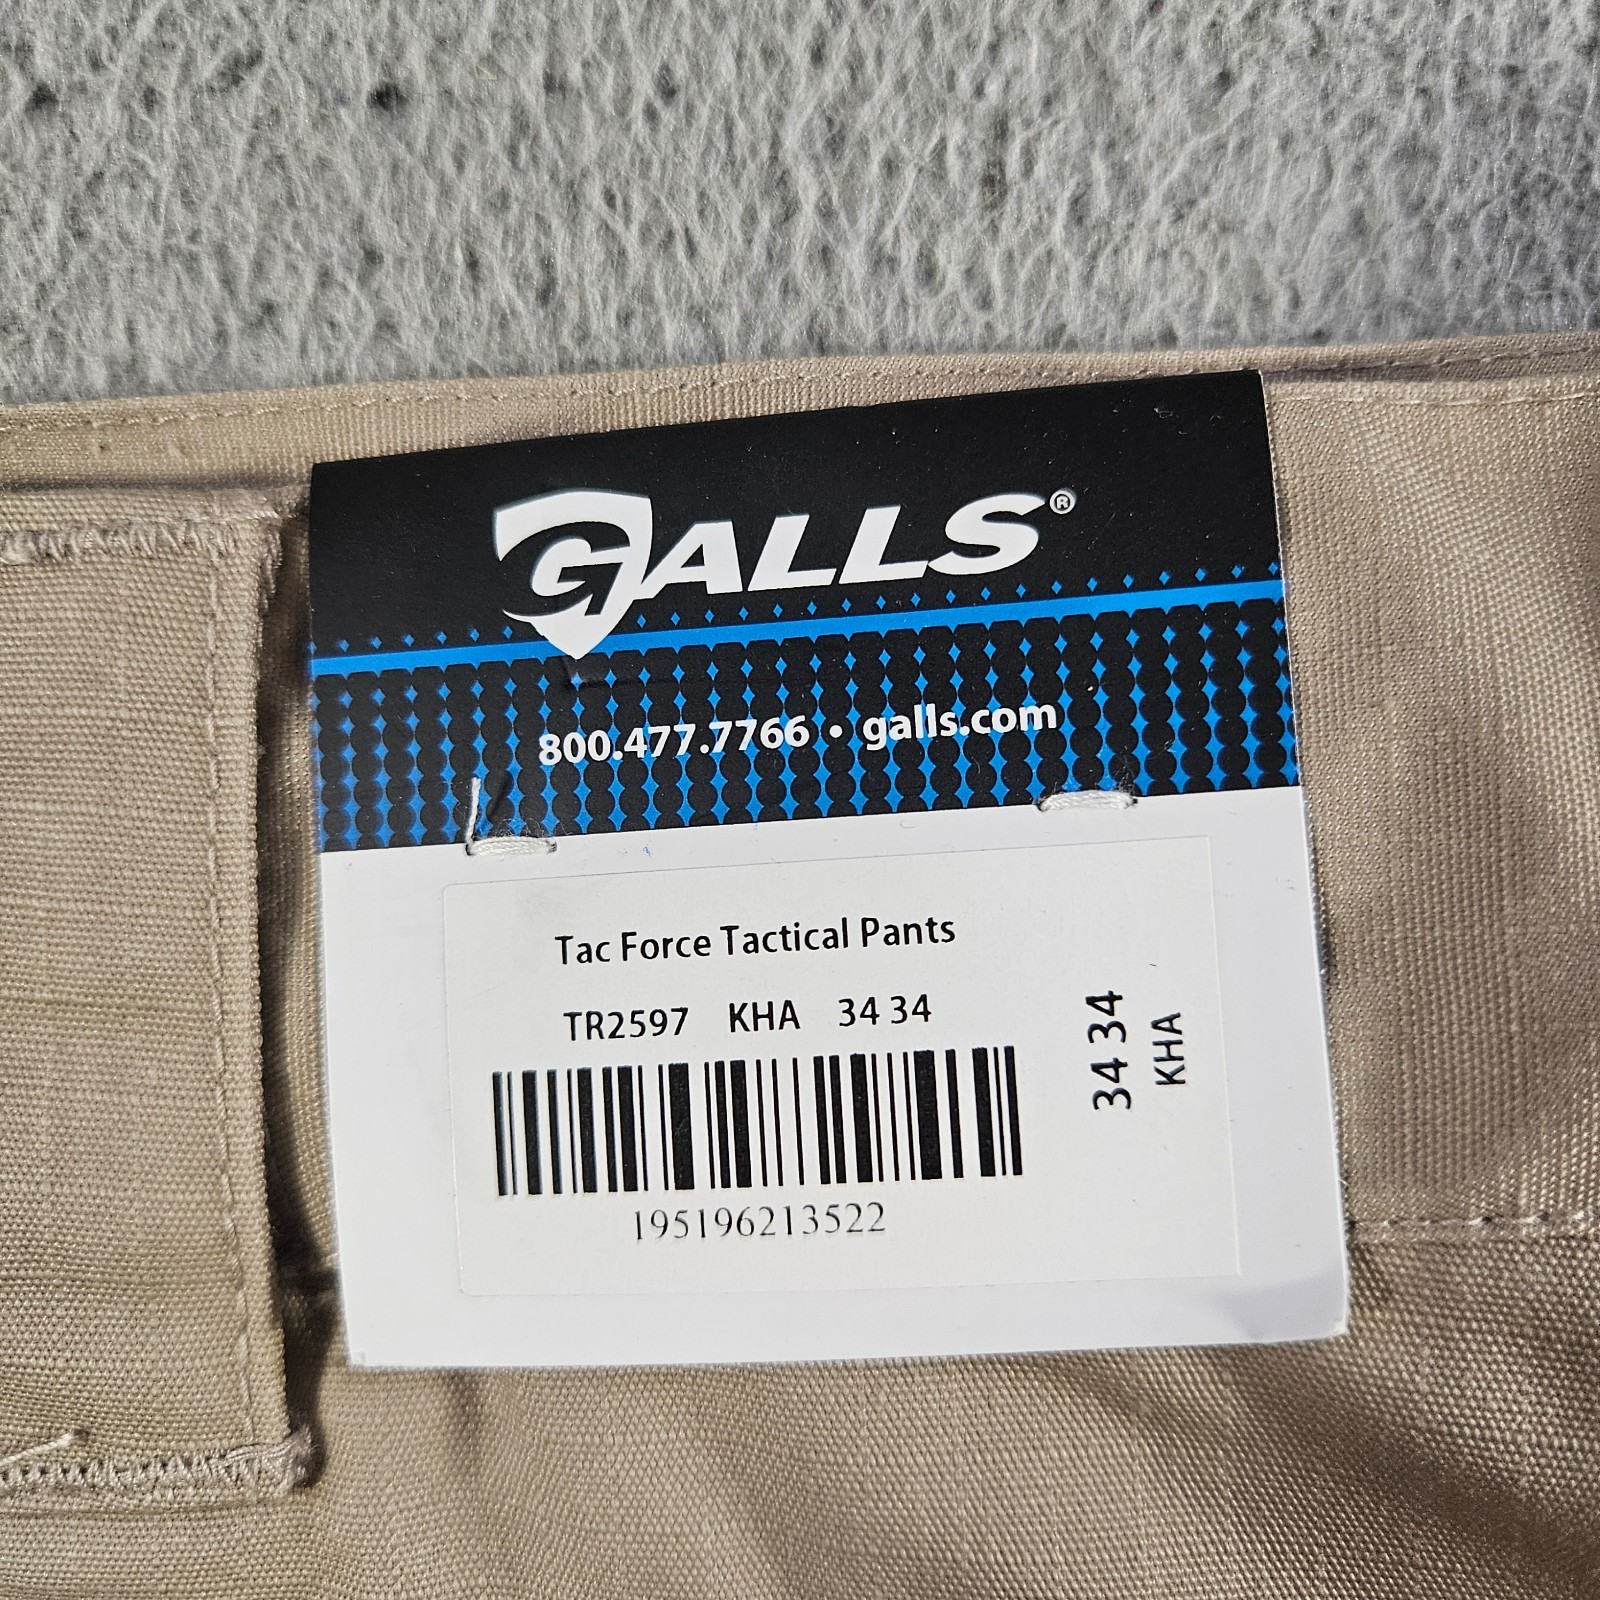 GALLS®
800.477.7766 • galls.com
Tac Force Tactical Pants
TR2597 KHA 34 34
195196213522
34 34
KHA